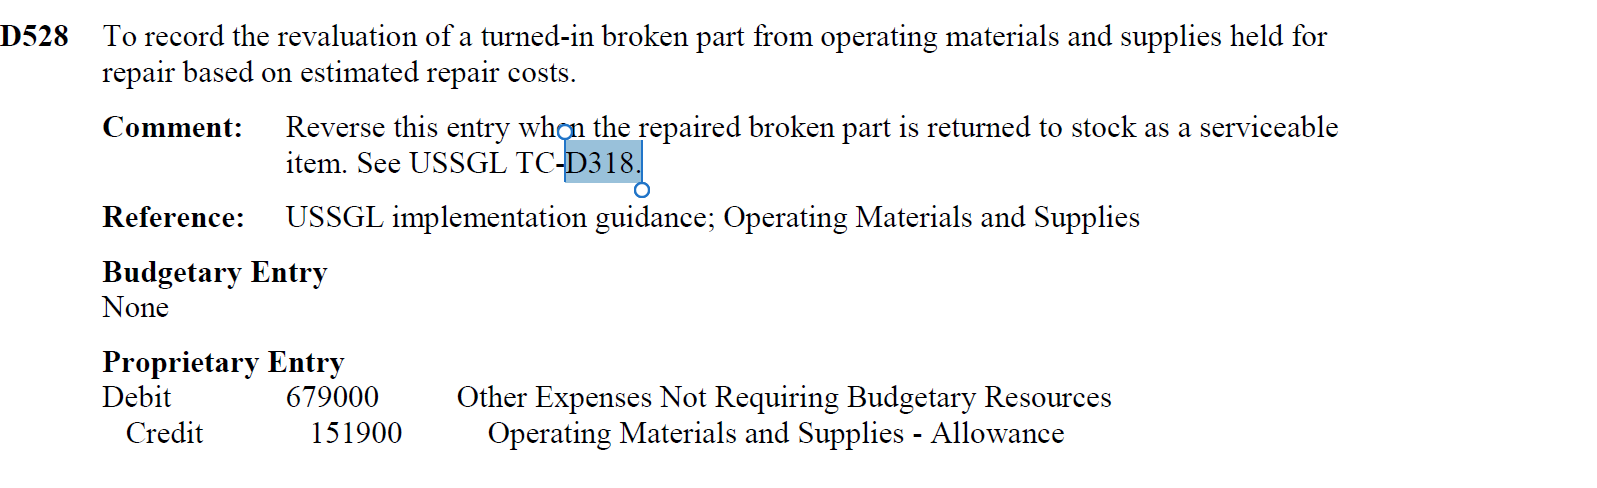 D528 To record the revaluation of a turned-in broken part from operating materials and supplies held for
repair based on estimated repair costs.
Comment: Reverse this entry when the repaired broken part is returned to stock as a serviceable
item. See USSGL TC-D318.
Reference: USSGL implementation guidance; Operating Materials and Supplies
Budgetary Entry
None
Proprietary Entry
Debit 679000 Other Expenses Not Requiring Budgetary Resources
Credit 151900 Operating Materials and Supplies - Allowance